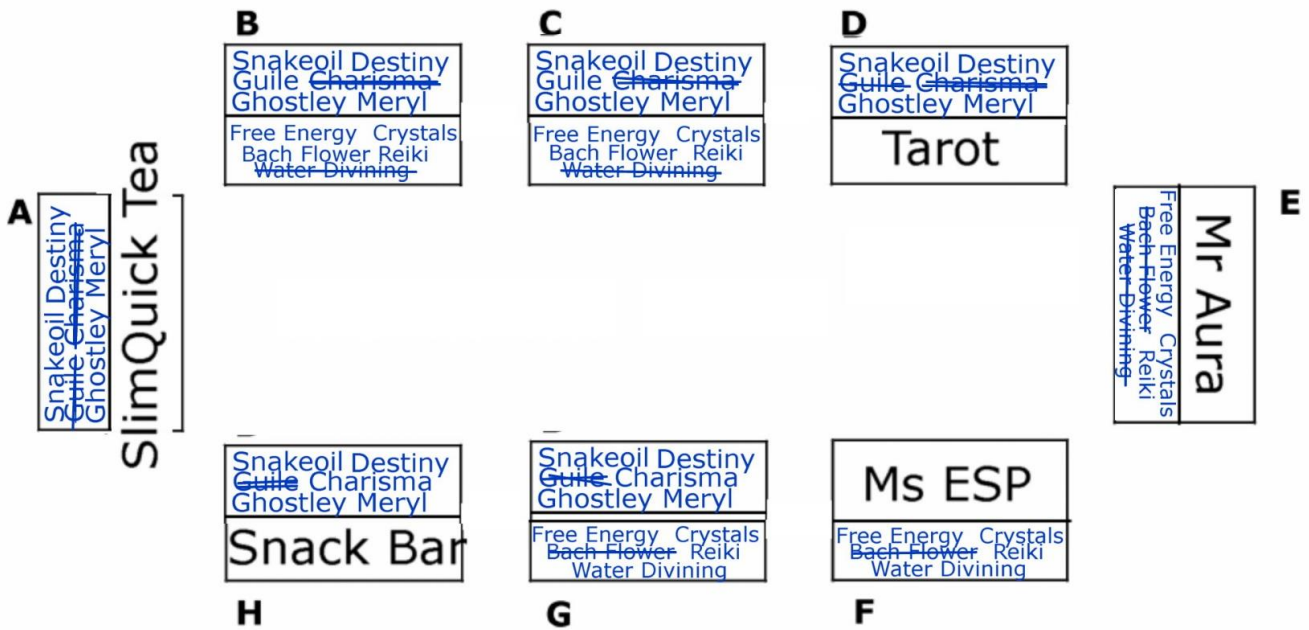 B
Snakeoil Destiny
Guile Charisma
Ghostley Meryl
Free Energy Crystals
Bach Flower Reiki
Water Divining
C
Snakeoil Destiny
Guile Charisma
Ghostley Meryl
Free Energy Crystals
Bach Flower Reiki
Water Divining
D
Snakeoil Destiny
Guile Charisma
Ghostley Meryl
Tarot
A
Snakeoil Destiny
Guile Charisma
Ghostley Meryl
SlimQuick Tea
E
Mr Aura
Free Energy Crystals
Bach Flower Reiki
Water Divining
Snakeoil Destiny
Guile Charisma
Ghostley Meryl
Snack Bar
H
Snakeoil Destiny
Guile Charisma
Ghostley Meryl
Free Energy Crystals
Bach Flower Reiki
Water Divining
G
Ms ESP
Free Energy Crystals
Bach Flower Reiki
Water Divining
F